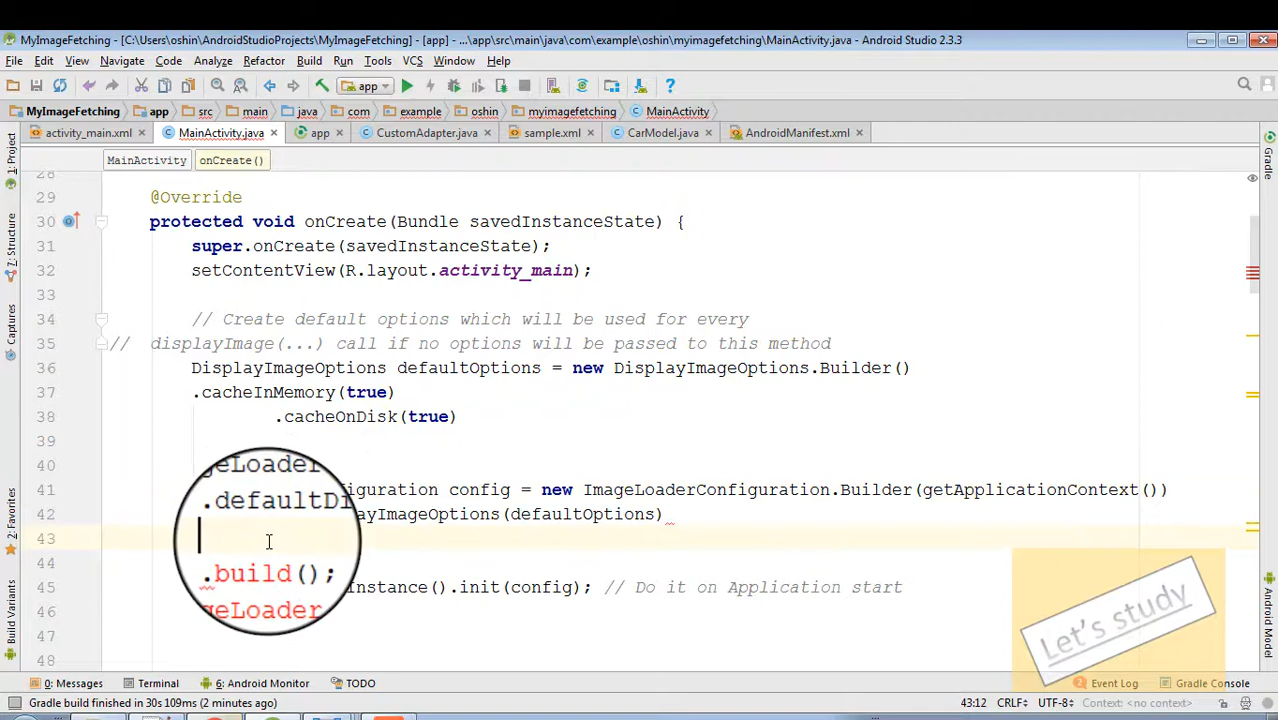 MyImageFetching - [C:\Users\oshin\AndroidStudioProjects\MyImageFetching] - [app] - ...\app\src\main\java\com\example\oshin\myimagefetching\MainActivity.java - Android Studio 2.3.3
File Edit View Navigate Code Analyze Refactor Build Run Tools VCS Window Help
app
MyImageFetching app src main java com example oshin myimagefetching MainActivity
activity_main.xml MainActivity.java app CustomAdapter.java sample.xml CarModel.java AndroidManifest.xml
MainActivity onCreate()
1: Project
7: Structure
Captures
2: Favorites
Build Variants
Gradle
Android Model
28
29 @Override
30 protected void onCreate(Bundle savedInstanceState) {
31 super.onCreate(savedInstanceState);
32 setContentView(R.layout.activity_main);
33
34 // Create default options which will be used for every
35 // displayImage(...) call if no options will be passed to this method
36 DisplayImageOptions defaultOptions = new DisplayImageOptions.Builder()
37 .cacheInMemory(true)
38 .cacheOnDisk(true)
39
40 geLoader
41 figuration config = new ImageLoaderConfiguration.Builder(getApplicationContext())
.defaultDi
42 ayImageOptions(defaultOptions)
43
44 .build();
45 nstance().init(config); // Do it on Application start
geLoader
46
47
48
Let's study
0: Messages Terminal 6: Android Monitor TODO Event Log Gradle Console
Gradle build finished in 30s 109ms (2 minutes ago) 43:12 CRLF UTF-8 Context: <no context>